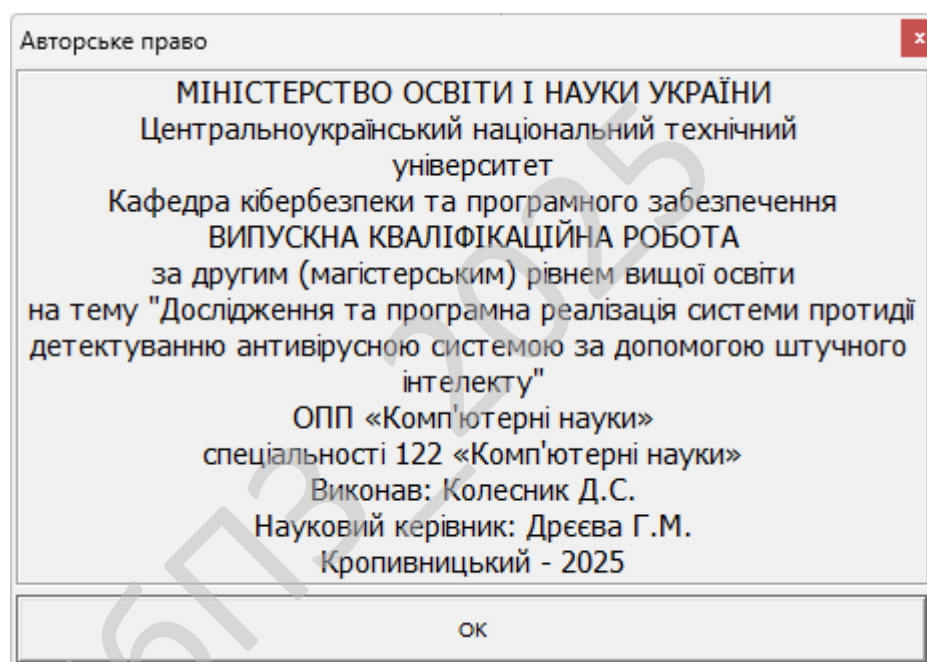 Авторське право
x
МІНІСТЕРСТВО ОСВІТИ І НАУКИ УКРАЇНИ
Центральноукраїнський національний технічний
університет
Кафедра кібербезпеки та програмного забезпечення
ВИПУСКНА КВАЛІФІКАЦІЙНА РОБОТА
за другим (магістерським) рівнем вищої освіти
на тему "Дослідження та програмна реалізація системи протидії
детектуванню антивірусною системою за допомогою штучного
інтелекту"
ОПП «Комп'ютерні науки»
спеціальності 122 «Комп'ютерні науки»
Виконав: Колесник Д.С.
Науковий керівник: Дрєєва Г.М.
Кропивницький - 2025
ОК
бПЗ_2025